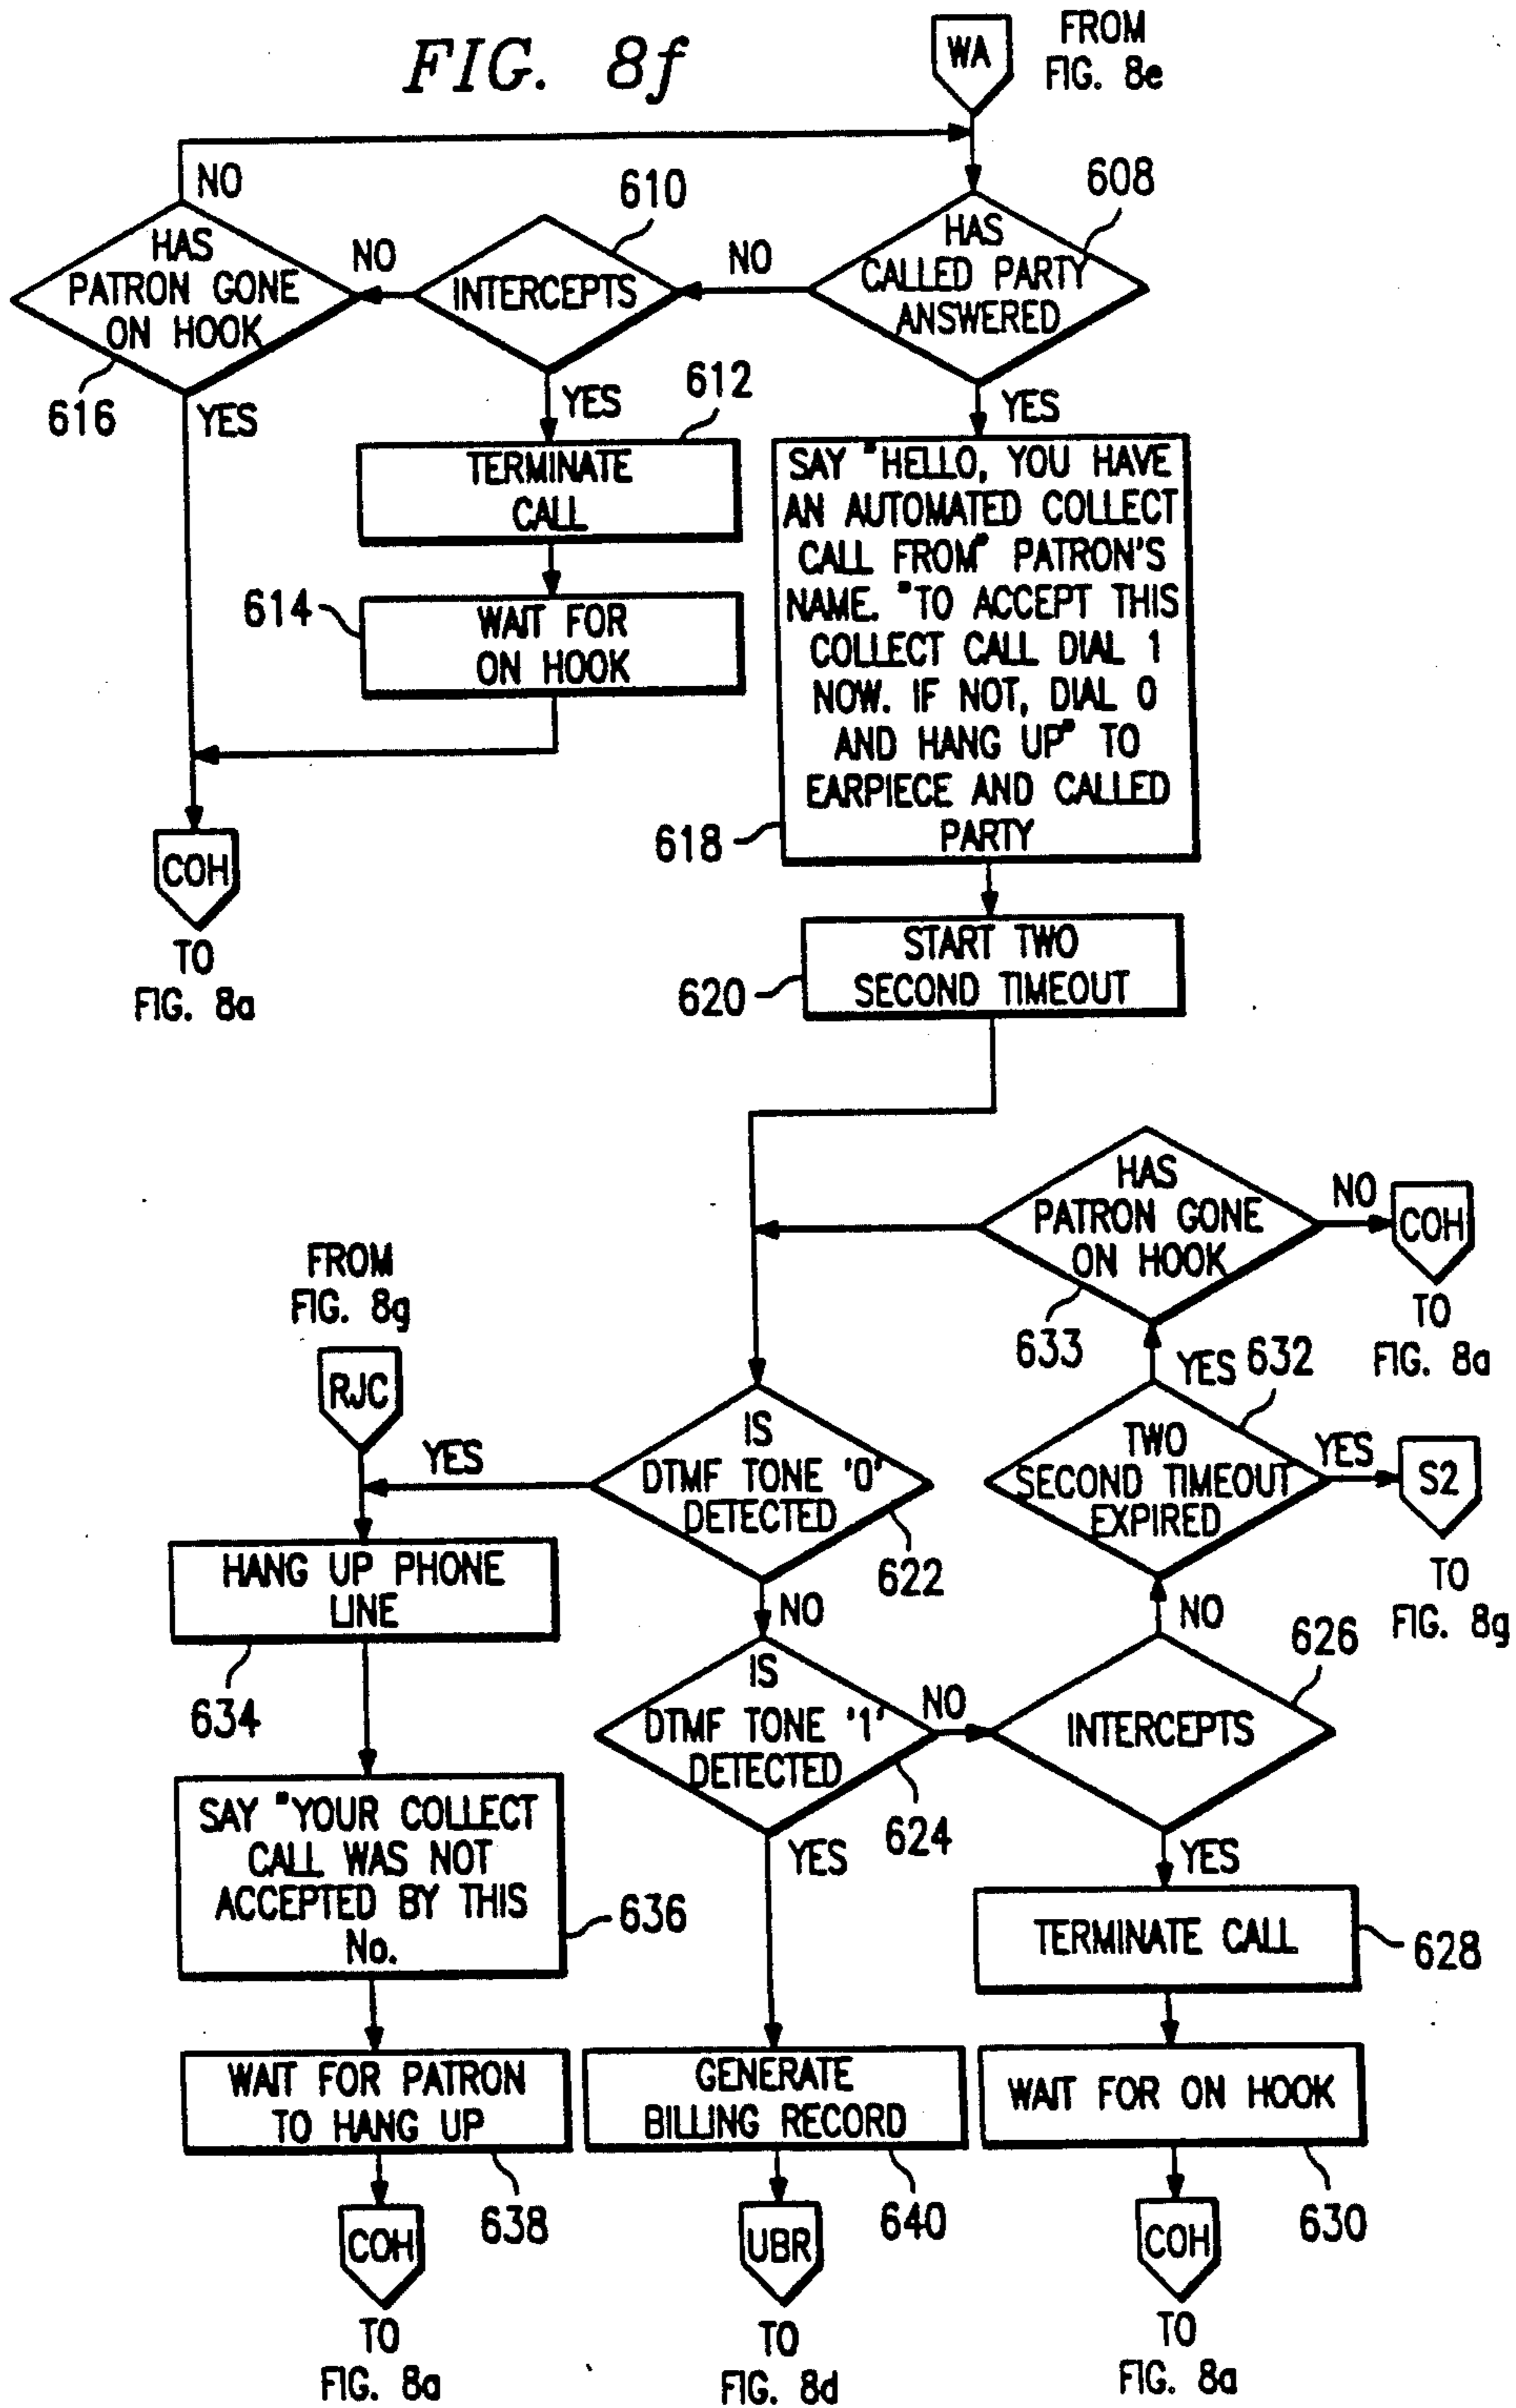 FIG. 8f
WA
FROM
FIG. 8e
NO
HAS
PATRON GONE
ON HOOK
616
YES
NO
610
INTERCEPTS
YES
NO
608
HAS
CALLED PARTY
ANSWERED
YES
612
TERMINATE
CALL
614
WAIT FOR
ON HOOK
COH
TO
FIG. 8a
SAY "HELLO, YOU HAVE
AN AUTOMATED COLLECT
CALL FROM" PATRON'S
NAME. "TO ACCEPT THIS
COLLECT CALL DIAL 1
NOW. IF NOT, DIAL 0
AND HANG UP" TO
EARPIECE AND CALLED
PARTY
618
START TWO
SECOND TIMEOUT
620
HAS
PATRON GONE
ON HOOK
633
NO
COH
TO
FIG. 8a
FROM
FIG. 8g
RJC
YES
IS
DTMF TONE '0'
DETECTED
622
NO
YES
632
TWO
SECOND TIMEOUT
EXPIRED
YES
S2
TO
FIG. 8g
NO
HANG UP PHONE
LINE
634
IS
DTMF TONE '1'
DETECTED
624
NO
YES
626
INTERCEPTS
YES
SAY "YOUR COLLECT
CALL WAS NOT
ACCEPTED BY THIS
No.
636
TERMINATE CALL
628
WAIT FOR PATRON
TO HANG UP
638
COH
TO
FIG. 8a
GENERATE
BILLING RECORD
640
UBR
TO
FIG. 8d
WAIT FOR ON HOOK
630
COH
TO
FIG. 8a